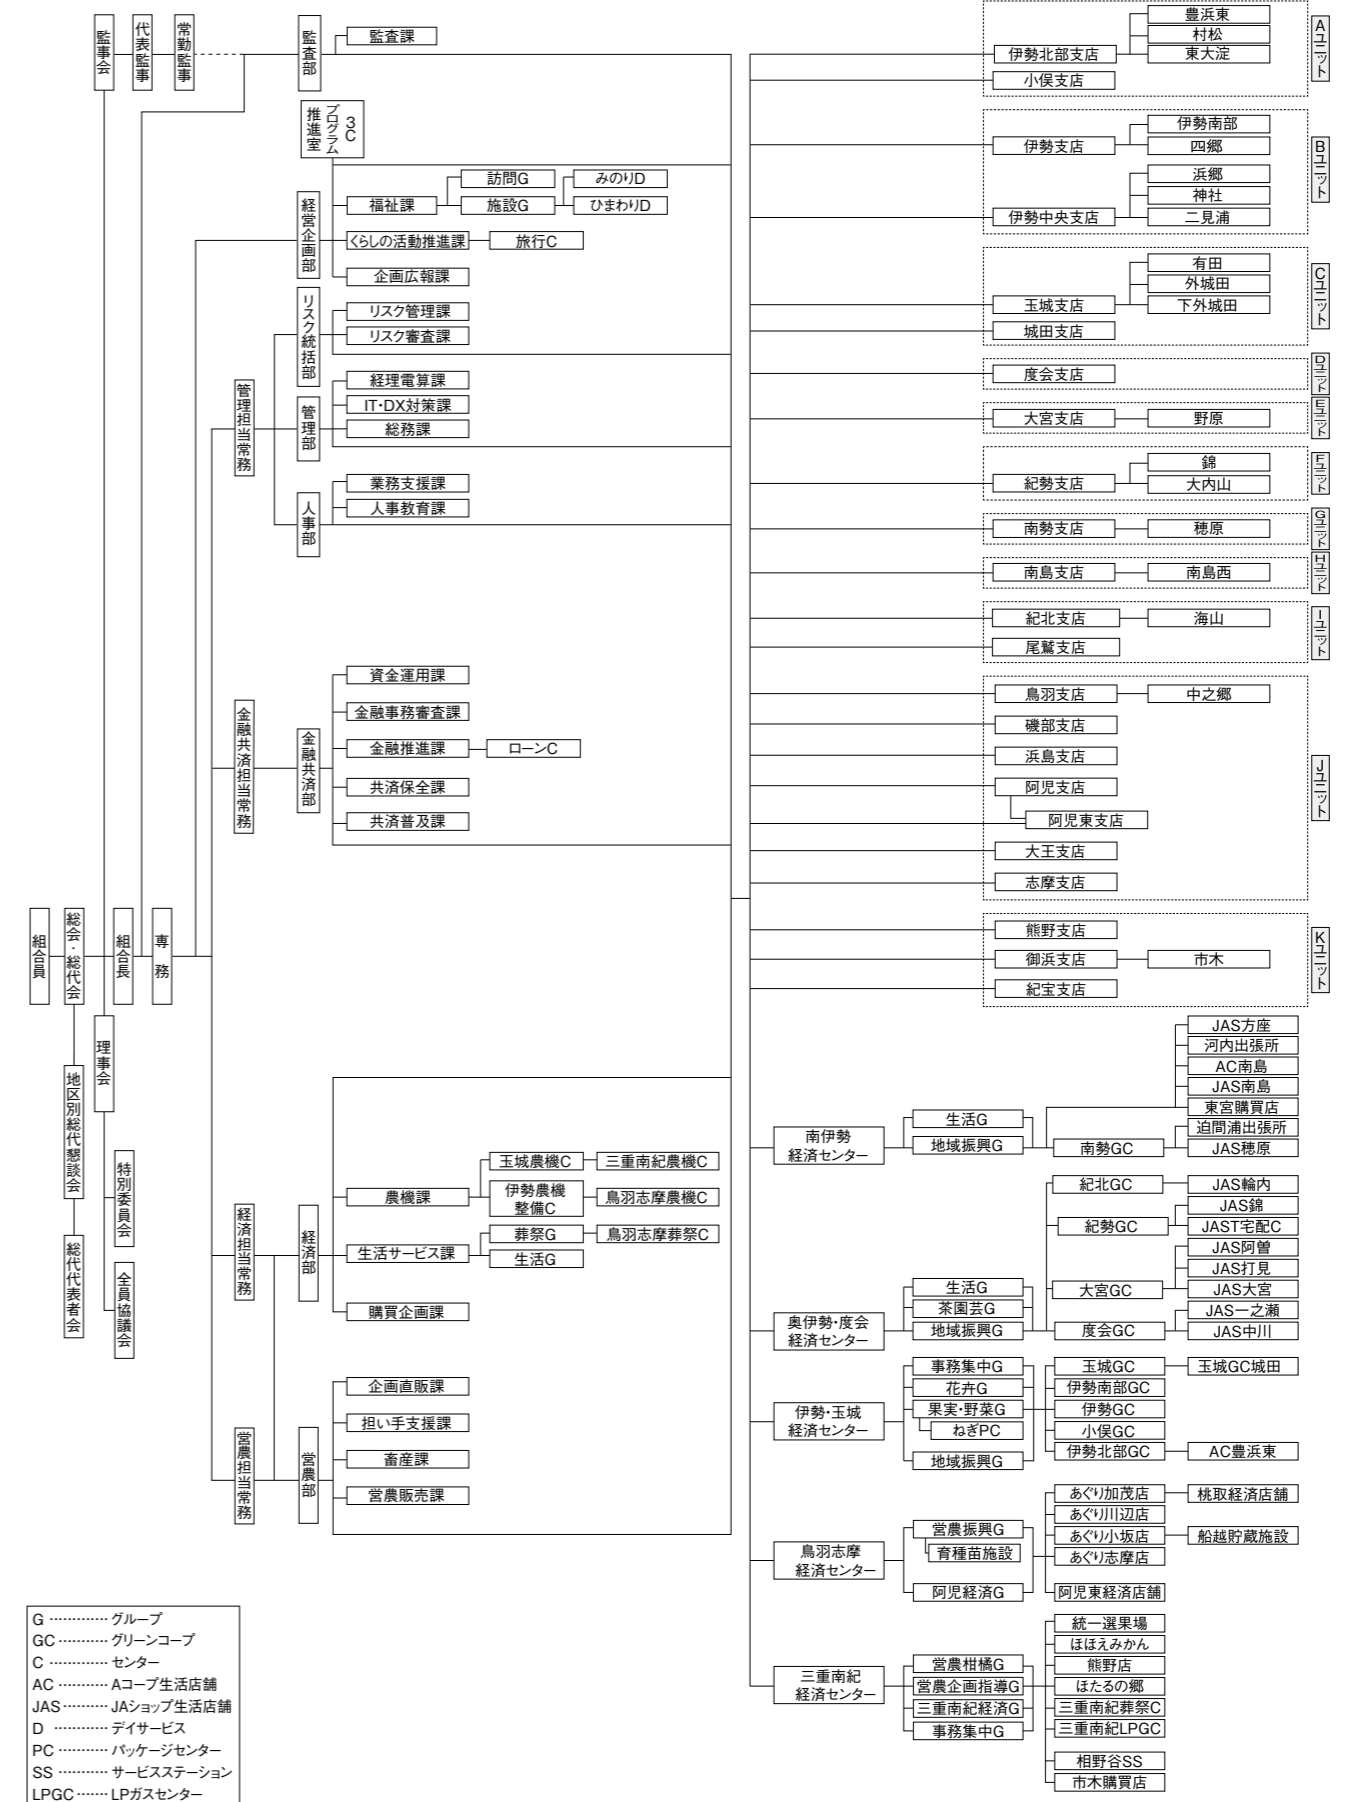 監事会
代表監事
常勤監事
監査部
監査課
3C
プログラム
推進室
経営企画部
福祉課
訪問G
施設G
みのりD
ひまわりD
くらしの活動推進課
旅行C
企画広報課
リスク統括部
リスク管理課
リスク審査課
管理担当常務
管理部
経理電算課
IT・DX対策課
総務課
人事部
業務支援課
人事教育課
金融共済担当常務
金融共済部
資金運用課
金融事務審査課
金融推進課
ローンC
共済保全課
共済普及課
組合員
総会・総代会
組合長
専務
理事会
地区別総代懇談会
総代代表者会
特別委員会
全員協議会
経済担当常務
経済部
農機課
玉城農機C
三重南紀農機C
伊勢農機
整備C
鳥羽志摩農機C
生活サービス課
葬祭G
鳥羽志摩葬祭C
生活G
購買企画課
営農担当常務
営農部
企画直販課
担い手支援課
畜産課
営農販売課
Aユニット
伊勢北部支店
豊浜東
村松
東大淀
小俣支店
Bユニット
伊勢支店
伊勢南部
四郷
伊勢中央支店
浜郷
神社
二見浦
Cユニット
玉城支店
有田
外城田
下外城田
城田支店
Dユニット
度会支店
Eユニット
大宮支店
野原
Fユニット
紀勢支店
錦
大内山
Gユニット
南勢支店
穂原
Hユニット
南島支店
南島西
Iユニット
紀北支店
海山
尾鷲支店
Jユニット
鳥羽支店
中之郷
磯部支店
浜島支店
阿児支店
阿児東支店
大王支店
志摩支店
Kユニット
熊野支店
御浜支店
市木
紀宝支店
南伊勢
経済センター
生活G
地域振興G
JAS方座
河内出張所
AC南島
JAS南島
東宮購買店
南勢GC
迫間浦出張所
JAS穂原
奥伊勢・度会
経済センター
生活G
茶園芸G
地域振興G
紀北GC
JAS輪内
紀勢GC
JAS錦
JAST宅配C
大宮GC
JAS阿曽
JAS打見
JAS大宮
度会GC
JAS一之瀬
JAS中川
伊勢・玉城
経済センター
事務集中G
花卉G
果実・野菜G
ねぎPC
地域振興G
玉城GC
玉城GC城田
伊勢南部GC
伊勢GC
小俣GC
伊勢北部GC
AC豊浜東
鳥羽志摩
経済センター
営農振興G
育種苗施設
阿児経済G
あぐり加茂店
桃取経済店舗
あぐり川辺店
あぐり小坂店
船越貯蔵施設
あぐり志摩店
阿児東経済店舗
三重南紀
経済センター
営農柑橘G
営農企画指導G
三重南紀経済G
事務集中G
統一選果場
ほほえみかん
熊野店
ほたるの郷
三重南紀葬祭C
三重南紀LPGC
相野谷SS
市木購買店
G ············ グループ
GC ·········· グリーンコープ
C ············ センター
AC ·········· Aコープ生活店舗
JAS ·········· JAショップ生活店舗
D ············ デイサービス
PC ·········· パッケージセンター
SS ·········· サービスステーション
LPGC ······· LPガスセンター